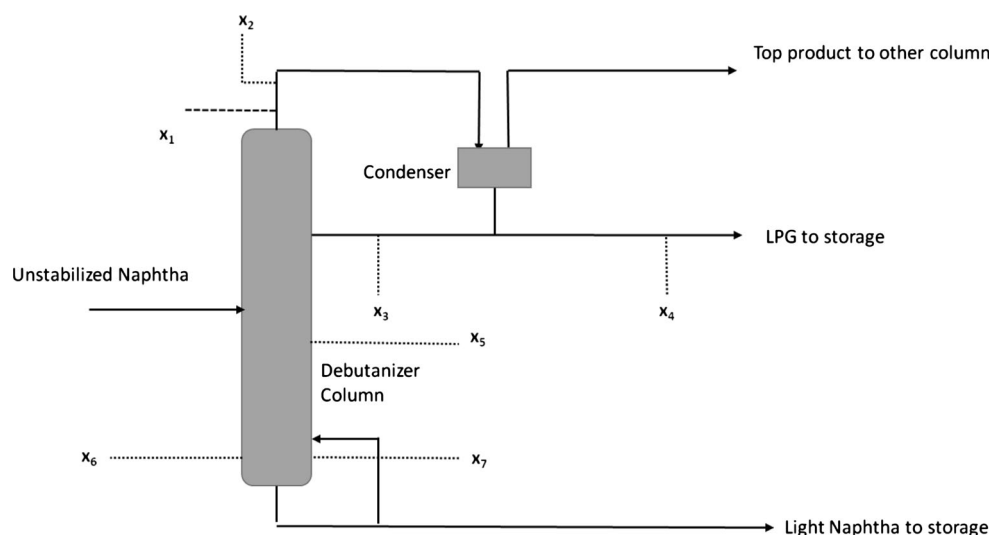 x₂
Top product to other column
x₁
Condenser
LPG to storage
Unstabilized Naphtha
x₃
x₄
x₅
Debutanizer
Column
x₆
x₇
Light Naphtha to storage